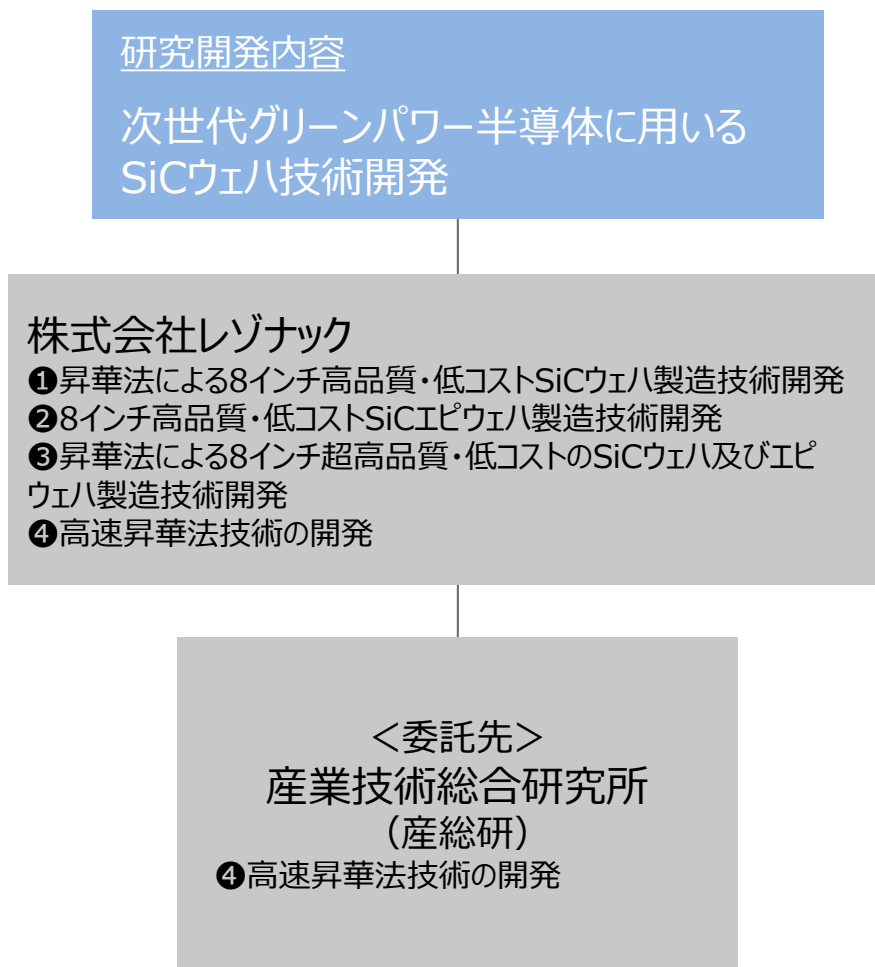 研究開発内容
次世代グリーンパワー半導体に用いる
SiCウェハ技術開発
株式会社レゾナック
❶昇華法による8インチ高品質・低コストSiCウェハ製造技術開発
❷8インチ高品質・低コストSiCエピウェハ製造技術開発
❸昇華法による8インチ超高品質・低コストのSiCウェハ及びエピ
ウェハ製造技術開発
❹高速昇華法技術の開発
＜委託先＞
産業技術総合研究所
（産総研）
❹高速昇華法技術の開発